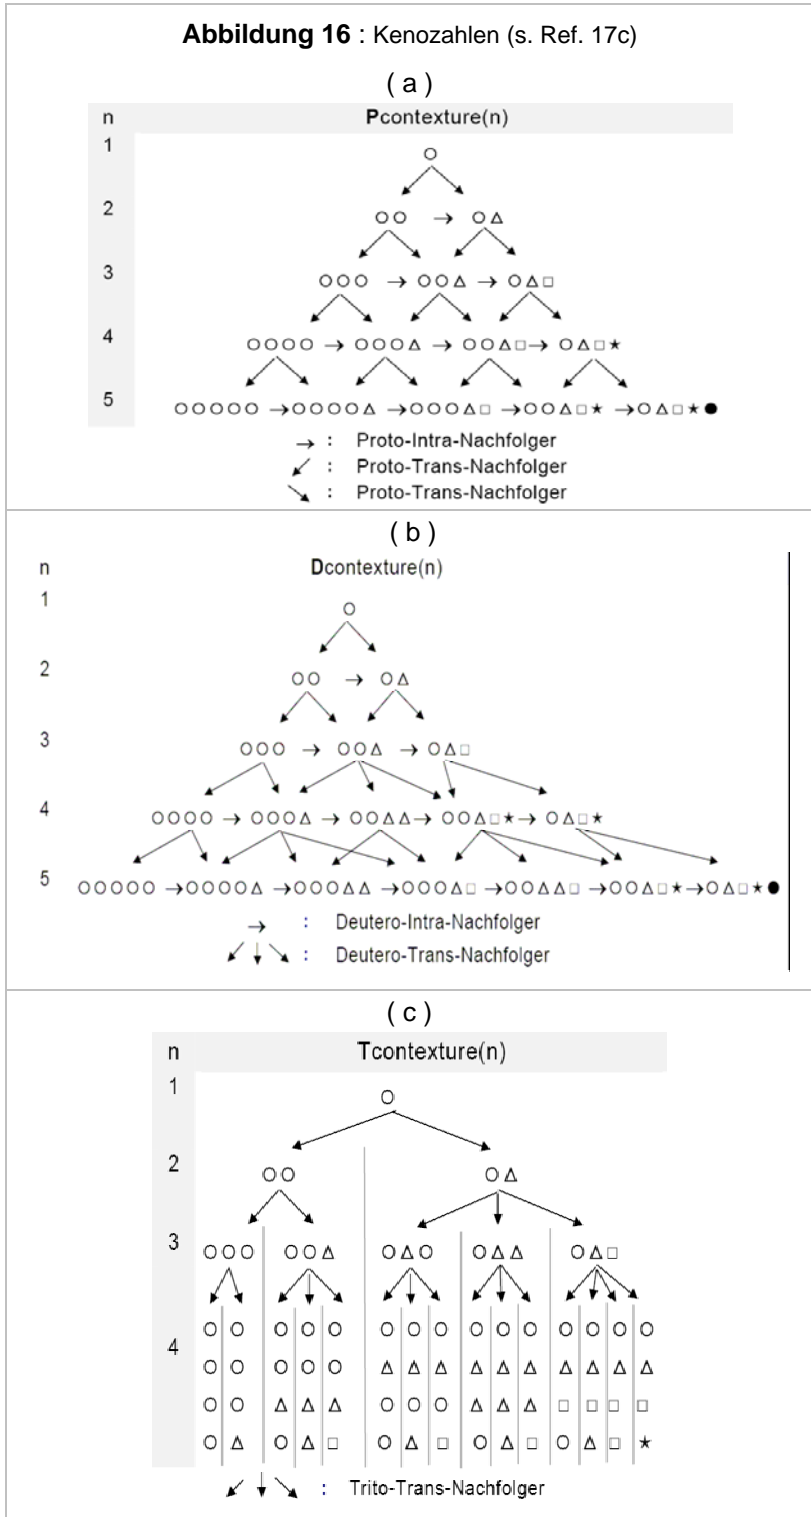 Abbildung 16 : Kenozahlen (s. Ref. 17c)
( a )
n Pcontexture(n)
1 ○
2 ○○ → ○△
3 ○○○ → ○○△ → ○△□
4 ○○○○ → ○○○△ → ○○△□ → ○△□★
5 ○○○○○ → ○○○○△ → ○○○△□ → ○○△□★ → ○△□★●
→ : Proto-Intra-Nachfolger
↙ : Proto-Trans-Nachfolger
↘ : Proto-Trans-Nachfolger
( b )
n Dcontexture(n)
1 ○
2 ○○ → ○△
3 ○○○ → ○○△ → ○△□
4 ○○○○ → ○○○△ → ○○△△ → ○○△□★ → ○△□★
5 ○○○○○ → ○○○○△ → ○○○△△ → ○○○△□ → ○○△△□ → ○○△□★ → ○△□★●
→ : Deutero-Intra-Nachfolger
↙ ↓ ↘ : Deutero-Trans-Nachfolger
( c )
n Tcontexture(n)
1 ○
2 ○○ ○△
3 ○○○ ○○△ ○△○ ○△△ ○△□
○○ ○○○ ○○○ ○○○ ○○○○
4
○○ ○○○ △△△ △△△ △△△△
○○ △△△ ○○○ △△△ □□□□
○△ ○△□ ○△□ ○△□ ○△□★
↙ ↓ ↘ : Trito-Trans-Nachfolger